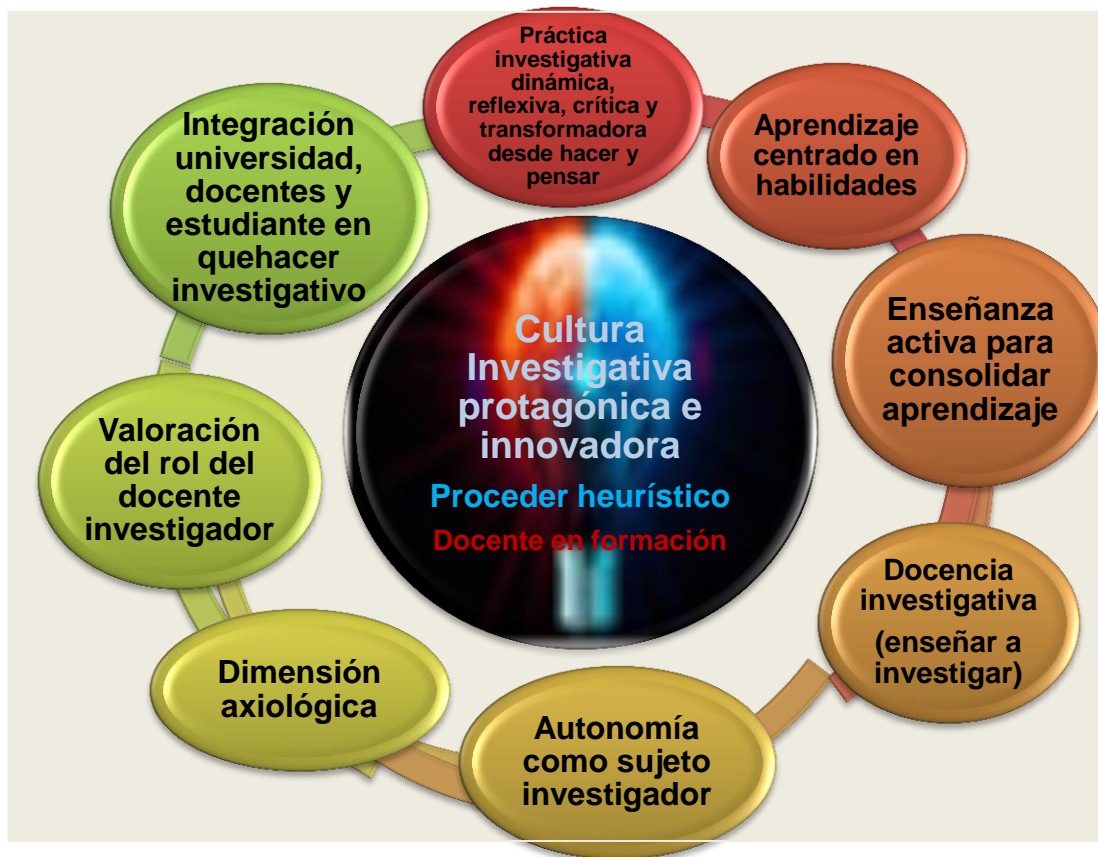 Práctica
investigativa
dinámica,
reflexiva, crítica y
transformadora
desde hacer y
pensar
Aprendizaje
centrado en
habilidades
Enseñanza
activa para
consolidar
aprendizaje
Docencia
investigativa
(enseñar a
investigar)
Autonomía
como sujeto
investigador
Dimensión
axiológica
Valoración
del rol del
docente
investigador
Integración
universidad,
docentes y
estudiante en
quehacer
investigativo
Cultura
Investigativa
protagónica e
innovadora
Proceder heurístico
Docente en formación